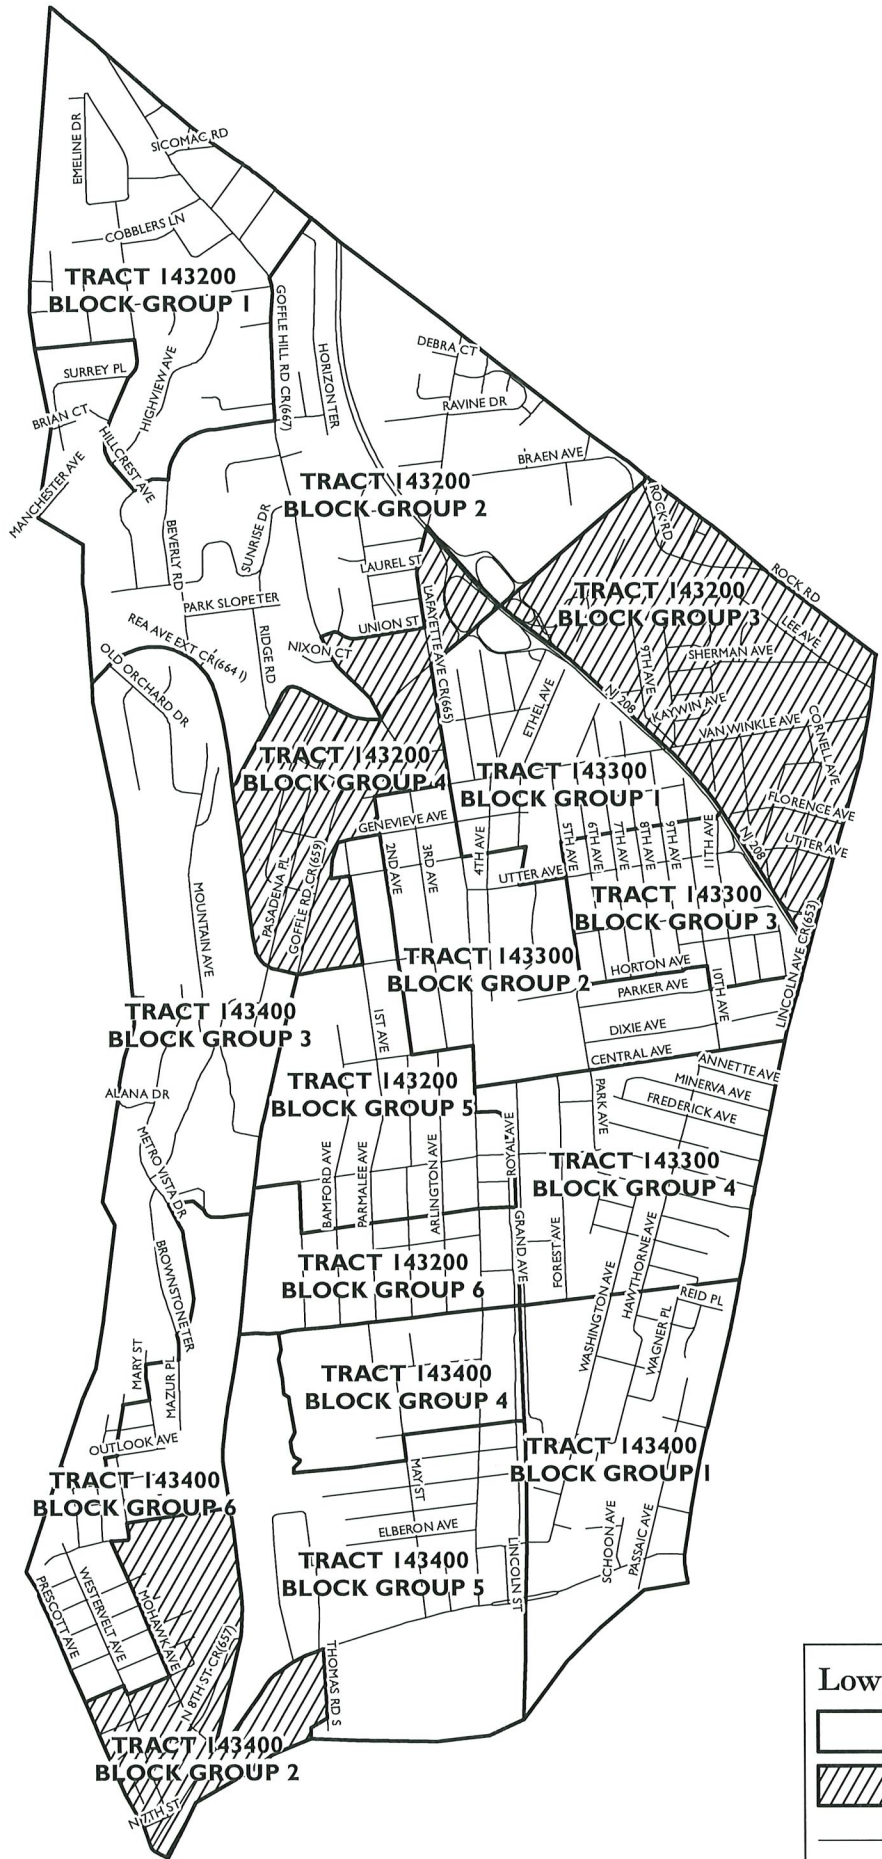 SICOMAC RD
EMELINE DR
COBBLERS LN
TRACT 143200
BLOCK GROUP 1
GOFFLE HILL RD CR(667)
HORIZON TER
DEBRA CT
SURREY PL
HIGHVIEW AVE
RAVINE DR
BRIAN CT
HILLCREST AVE
BRAEN AVE
MANCHESTER AVE
TRACT 143200
BLOCK GROUP 2
ROCK RD
SUNRISE DR
BEVERLY RD
LAUREL ST
ROCK RD
TRACT 143200
BLOCK GROUP 3
LAFAYETTE AVE CR(665)
PARK SLOPE TER
UNION ST
LEE AVE
REA AVE EXT CR(664 1)
RIDGE RD
NIXON CT
9TH AVE
SHERMAN AVE
OLD ORCHARD DR
ETHEL AVE
NJ 208
KAYWIN AVE
VAN WINKLE AVE
CORNELL AVE
TRACT 143200
BLOCK GROUP 4
TRACT 143300
BLOCK GROUP 1
FLORENCE AVE
GENEVIEVE AVE
NJ 208
UTTER AVE
2ND AVE
3RD AVE
4TH AVE
5TH AVE
6TH AVE
7TH AVE
8TH AVE
9TH AVE
11TH AVE
UTTER AVE
PASADENA PL
GOFFLE RD CR(659)
MOUNTAIN AVE
TRACT 143300
BLOCK GROUP 3
LINCOLN AVE CR(653)
TRACT 143300
BLOCK GROUP 2
HORTON AVE
PARKER AVE
10TH AVE
TRACT 143400
BLOCK GROUP 3
1ST AVE
DIXIE AVE
CENTRAL AVE
ANNETTE AVE
TRACT 143200
BLOCK GROUP 5
MINERVA AVE
ALANA DR
PARK AVE
FREDERICK AVE
METRO VISTA DR
BAMFORD AVE
PARMALEE AVE
ARLINGTON AVE
ROYAL AVE
TRACT 143300
BLOCK GROUP 4
GRAND AVE
FOREST AVE
BROWNSTONE TER
TRACT 143200
BLOCK GROUP 6
WASHINGTON AVE
HAWTHORNE AVE
REID PL
WAGNER PL
MARY ST
MAZUR PL
TRACT 143400
BLOCK GROUP 4
OUTLOOK AVE
TRACT 143400
BLOCK GROUP 1
TRACT 143400
BLOCK GROUP 6
MAY ST
ELBERON AVE
SCHOON AVE
PASSAIC AVE
TRACT 143400
BLOCK GROUP 5
LINCOLN ST
PRESCOTT AVE
WESTERVELT AVE
MOHAWK AVE
N 8TH ST CR(657)
THOMAS RD S
TRACT 143400
BLOCK GROUP 2
N 7TH ST
Low